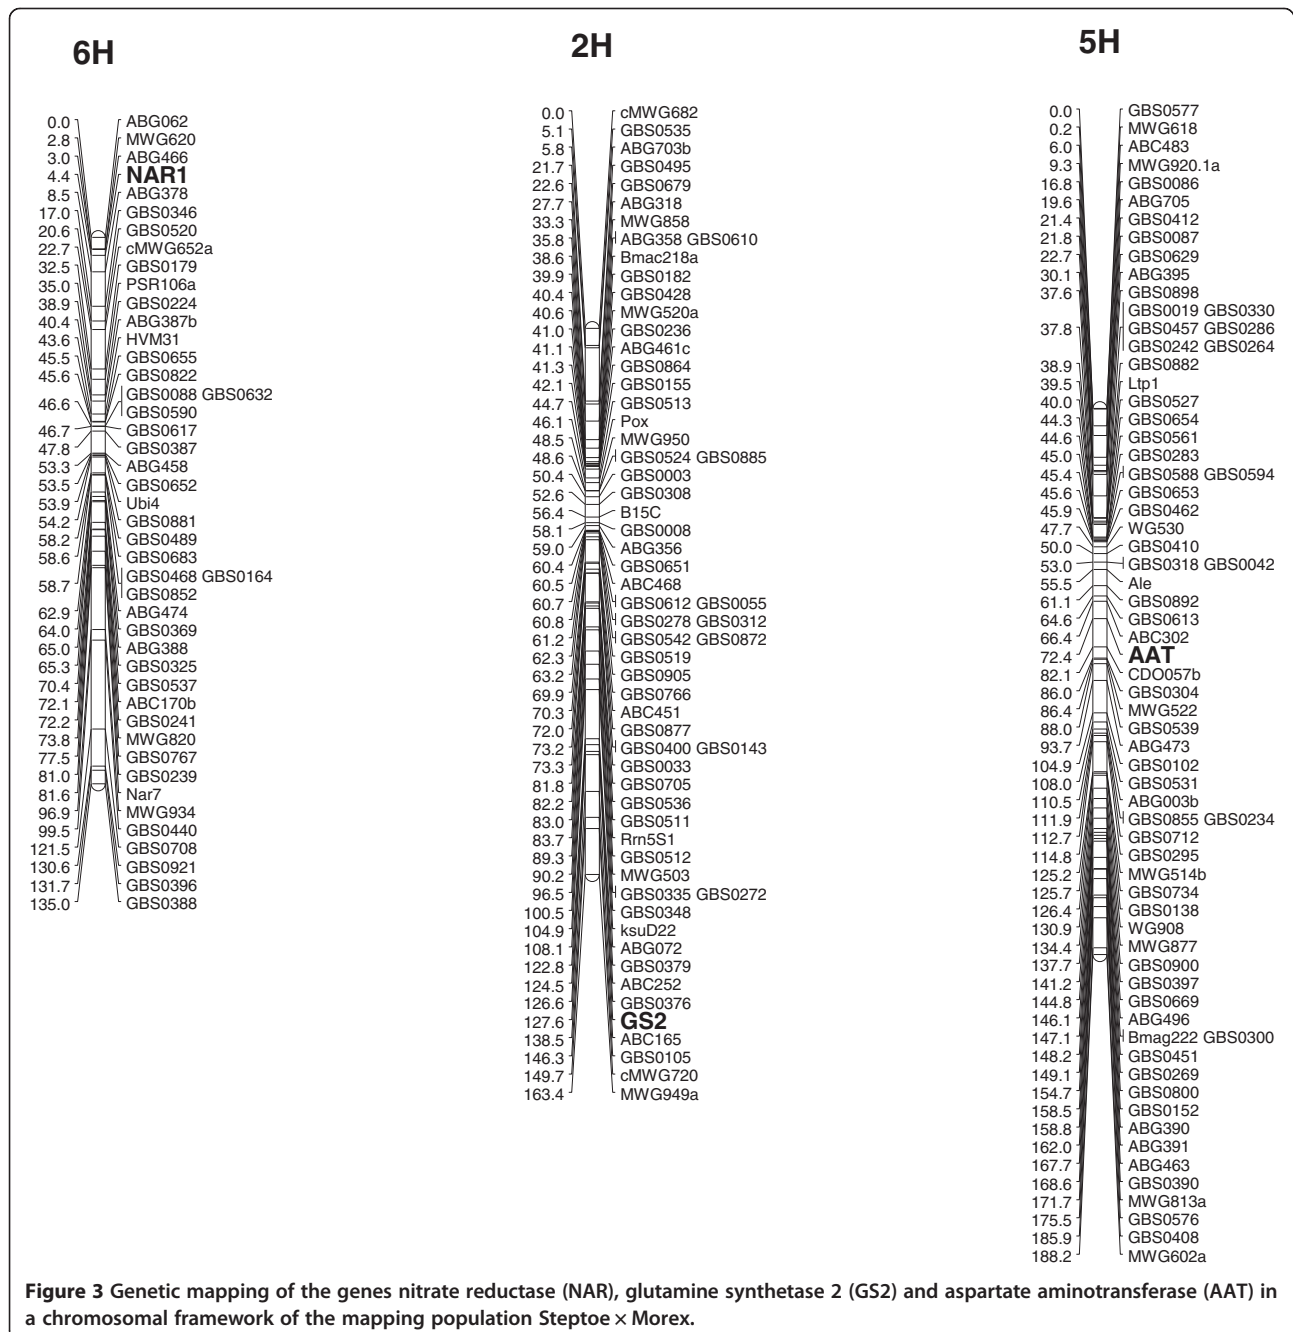 6H
0.0 ABG062
2.8 MWG620
3.0 ABG466
4.4 NAR1
8.5 ABG378
17.0 GBS0346
20.6 GBS0520
22.7 cMWG652a
32.5 GBS0179
35.0 PSR106a
38.9 GBS0224
40.4 ABG387b
43.6 HVM31
45.5 GBS0655
45.6 GBS0822
GBS0088 GBS0632
46.6
GBS0590
46.7 GBS0617
47.8 GBS0387
53.3 ABG458
53.5 GBS0652
53.9 Ubi4
54.2 GBS0881
58.2 GBS0489
58.6 GBS0683
GBS0468 GBS0164
58.7
GBS0852
62.9 ABG474
64.0 GBS0369
65.0 ABG388
65.3 GBS0325
70.4 GBS0537
72.1 ABC170b
72.2 GBS0241
73.8 MWG820
77.5 GBS0767
81.0 GBS0239
81.6 Nar7
96.9 MWG934
99.5 GBS0440
121.5 GBS0708
130.6 GBS0921
131.7 GBS0396
135.0 GBS0388
2H
0.0 cMWG682
5.1 GBS0535
5.8 ABG703b
21.7 GBS0495
22.6 GBS0679
27.7 ABG318
33.3 MWG858
35.8 ABG358 GBS0610
38.6 Bmac218a
39.9 GBS0182
40.4 GBS0428
40.6 MWG520a
41.0 GBS0236
41.1 ABG461c
41.3 GBS0864
42.1 GBS0155
44.7 GBS0513
46.1 Pox
48.5 MWG950
48.6 GBS0524 GBS0885
50.4 GBS0003
52.6 GBS0308
56.4 B15C
58.1 GBS0008
59.0 ABG356
60.4 GBS0651
60.5 ABC468
60.7 GBS0612 GBS0055
60.8 GBS0278 GBS0312
61.2 GBS0542 GBS0872
62.3 GBS0519
63.2 GBS0905
69.9 GBS0766
70.3 ABC451
72.0 GBS0877
73.2 GBS0400 GBS0143
73.3 GBS0033
81.8 GBS0705
82.2 GBS0536
83.0 GBS0511
83.7 Rrn5S1
89.3 GBS0512
90.2 MWG503
96.5 GBS0335 GBS0272
100.5 GBS0348
104.9 ksuD22
108.1 ABG072
122.8 GBS0379
124.5 ABC252
126.6 GBS0376
127.6 GS2
138.5 ABC165
146.3 GBS0105
149.7 cMWG720
163.4 MWG949a
5H
0.0 GBS0577
0.2 MWG618
6.0 ABC483
9.3 MWG920.1a
16.8 GBS0086
19.6 ABG705
21.4 GBS0412
21.8 GBS0087
22.7 GBS0629
30.1 ABG395
37.6 GBS0898
GBS0019 GBS0330
37.8 GBS0457 GBS0286
GBS0242 GBS0264
38.9 GBS0882
39.5 Ltp1
40.0 GBS0527
44.3 GBS0654
44.6 GBS0561
45.0 GBS0283
45.4 GBS0588 GBS0594
45.6 GBS0653
45.9 GBS0462
47.7 WG530
50.0 GBS0410
53.0 GBS0318 GBS0042
55.5 Ale
61.1 GBS0892
64.6 GBS0613
66.4 ABC302
72.4 AAT
82.1 CDO057b
86.0 GBS0304
86.4 MWG522
88.0 GBS0539
93.7 ABG473
104.9 GBS0102
108.0 GBS0531
110.5 ABG003b
111.9 GBS0855 GBS0234
112.7 GBS0712
114.8 GBS0295
125.2 MWG514b
125.7 GBS0734
126.4 GBS0138
130.9 WG908
134.4 MWG877
137.7 GBS0900
141.2 GBS0397
144.8 GBS0669
146.1 ABG496
147.1 Bmag222 GBS0300
148.2 GBS0451
149.1 GBS0269
154.7 GBS0800
158.5 GBS0152
158.8 ABG390
162.0 ABG391
167.7 ABG463
168.6 GBS0390
171.7 MWG813a
175.5 GBS0576
185.9 GBS0408
188.2 MWG602a
Figure 3 Genetic mapping of the genes nitrate reductase (NAR), glutamine synthetase 2 (GS2) and aspartate aminotransferase (AAT) in
a chromosomal framework of the mapping population Steptoe × Morex.